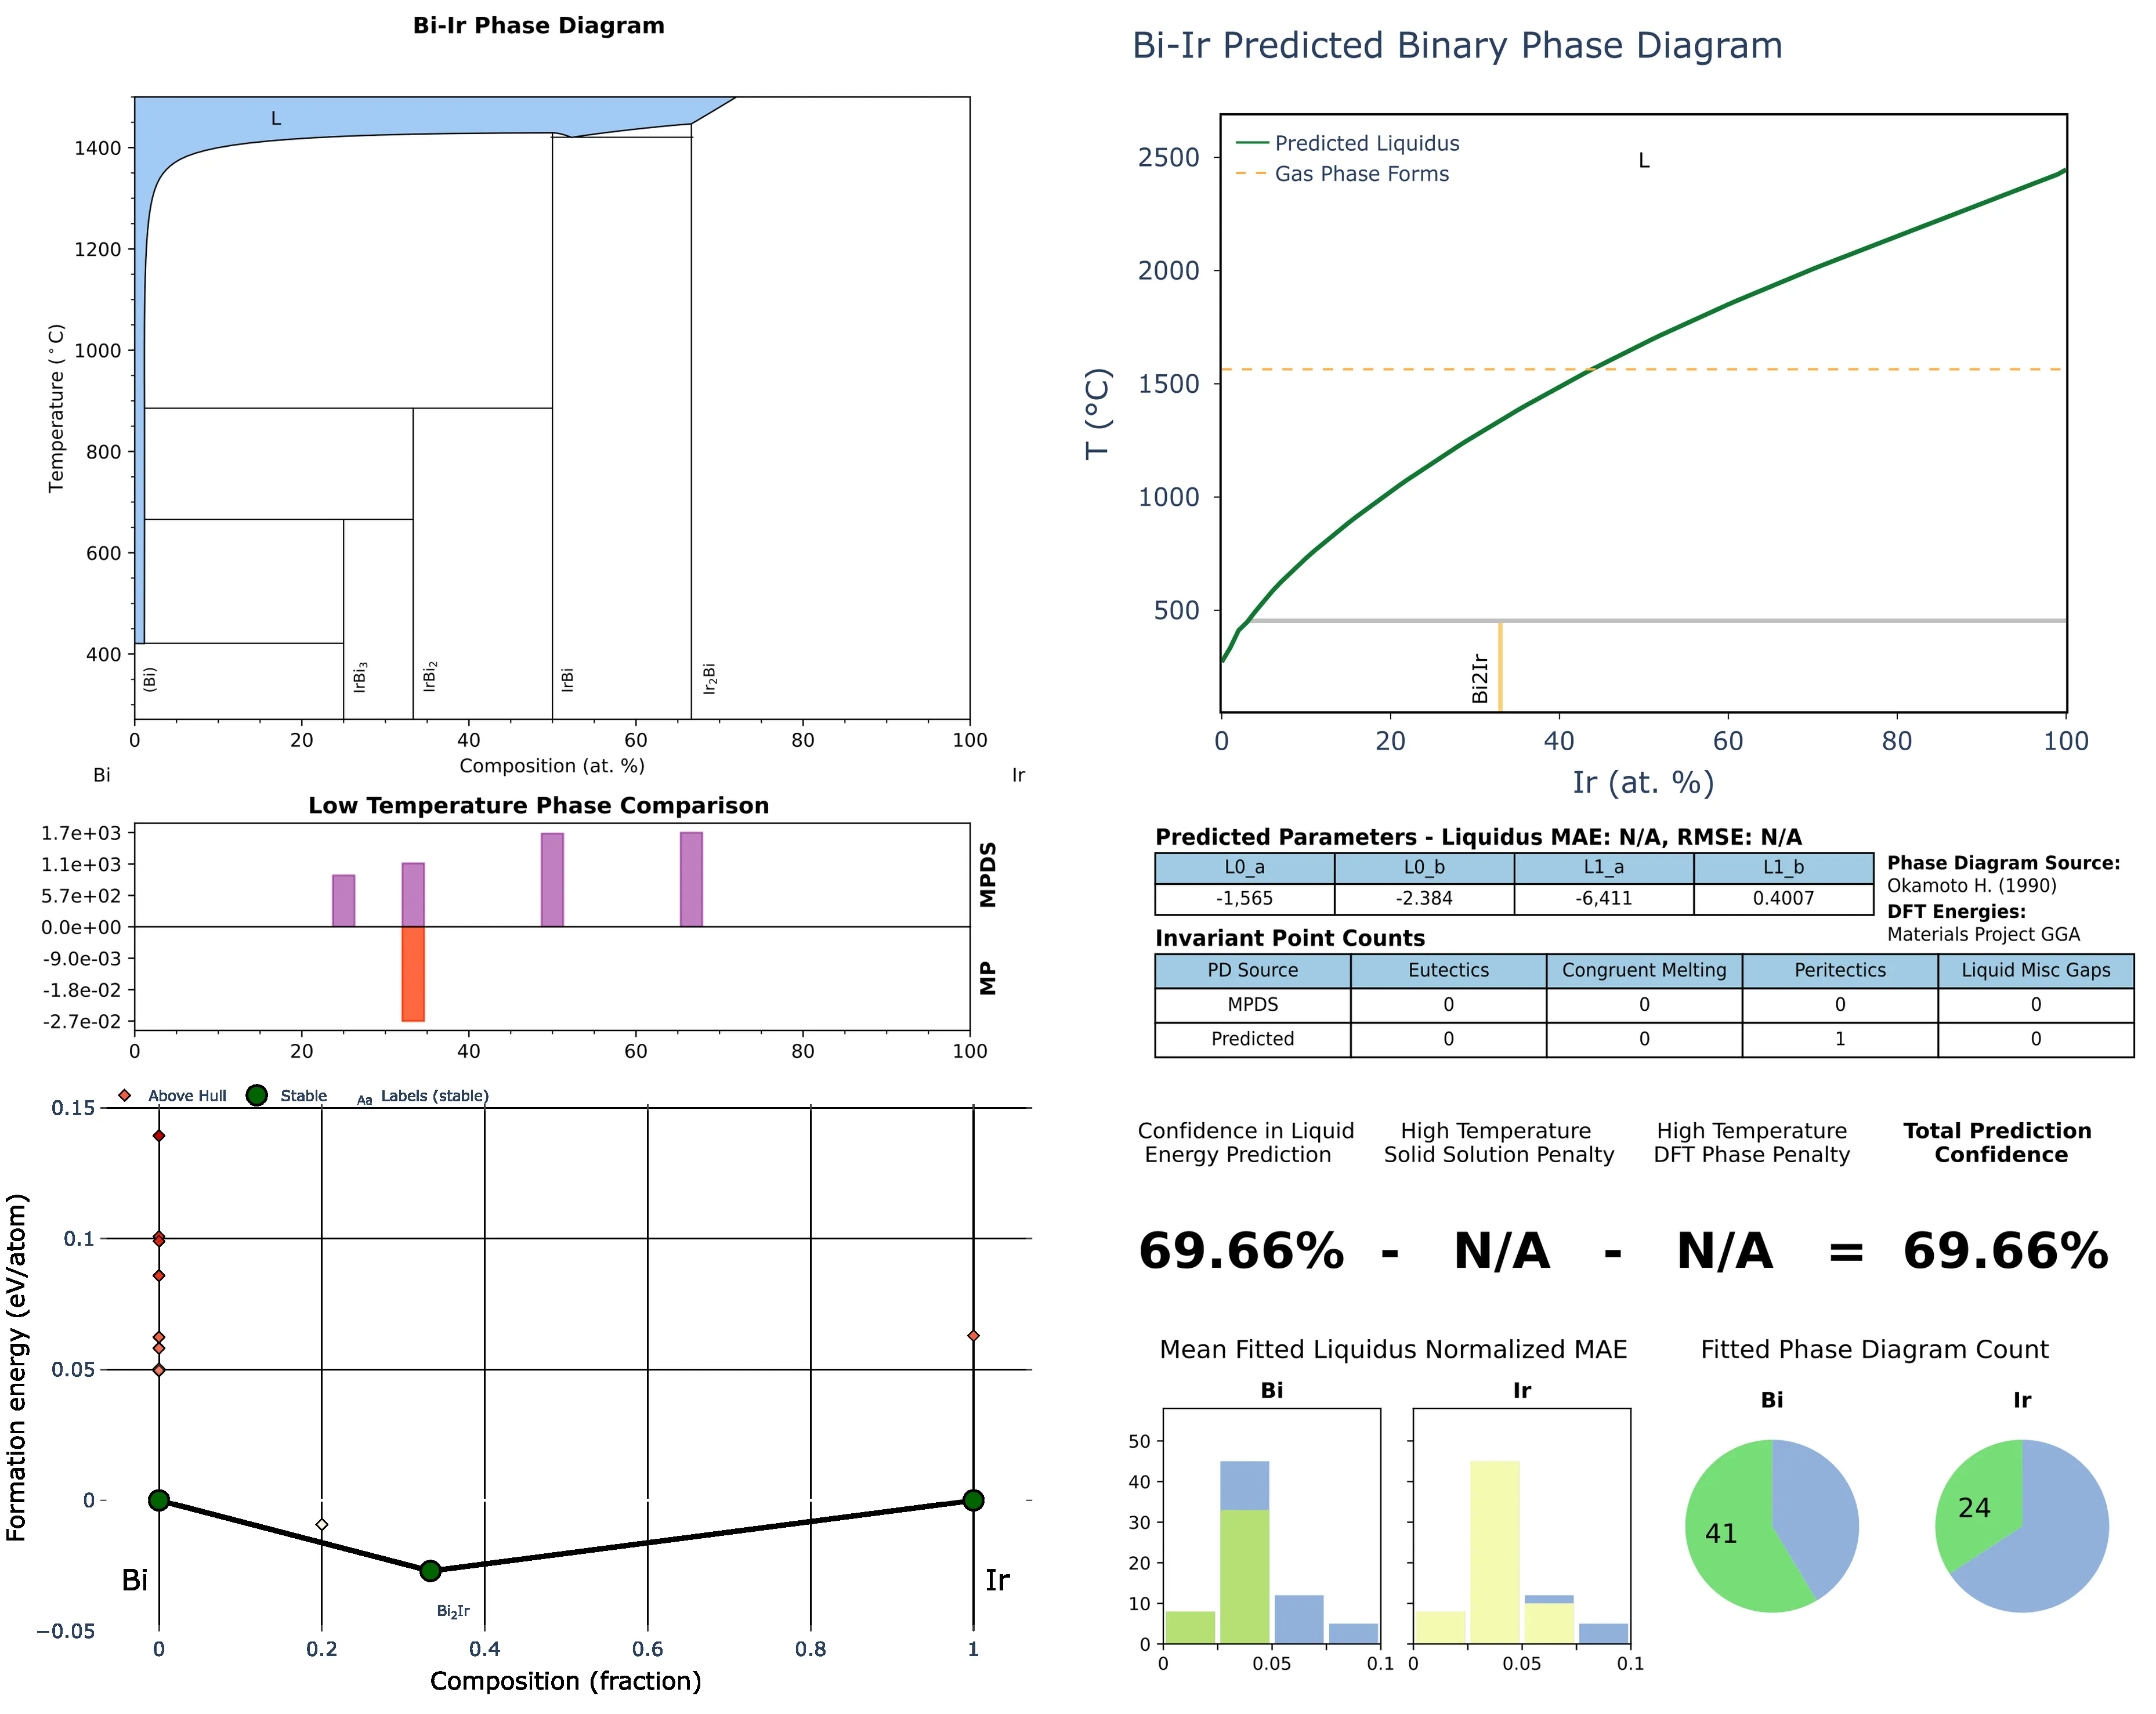 Bi-Ir Phase Diagram
L
1400
1200
1000
800
600
400
Temperature (°C)
(Bi)
IrBi3
IrBi2
IrBi
Ir2Bi
0 20 40 60 80 100
Composition (at. %)
Bi Ir
Low Temperature Phase Comparison
1.7e+03
1.1e+03
5.7e+02
0.0e+00
-9.0e-03
-1.8e-02
-2.7e-02
MPDS
MP
0 20 40 60 80 100
Above Hull Stable Aa Labels (stable)
0.15
0.1
0.05
0
−0.05
Formation energy (eV/atom)
Bi Ir
Bi2Ir
0 0.2 0.4 0.6 0.8 1
Composition (fraction)
Bi-Ir Predicted Binary Phase Diagram
Predicted Liquidus
Gas Phase Forms
L
2500
2000
1500
1000
500
T (°C)
Bi2Ir
0 20 40 60 80 100
Ir (at. %)
Predicted Parameters - Liquidus MAE: N/A, RMSE: N/A
L0_a L0_b L1_a L1_b
-1,565 -2.384 -6,411 0.4007
Phase Diagram Source:
Okamoto H. (1990)
DFT Energies:
Materials Project GGA
Invariant Point Counts
PD Source Eutectics Congruent Melting Peritectics Liquid Misc Gaps
MPDS 0 0 0 0
Predicted 0 0 1 0
Confidence in Liquid Energy Prediction
High Temperature Solid Solution Penalty
High Temperature DFT Phase Penalty
Total Prediction Confidence
69.66% - N/A - N/A = 69.66%
Mean Fitted Liquidus Normalized MAE
Fitted Phase Diagram Count
Bi Ir
Bi Ir
50
40
30
20
10
0
0 0.05 0.1 0 0.05 0.1
41
24